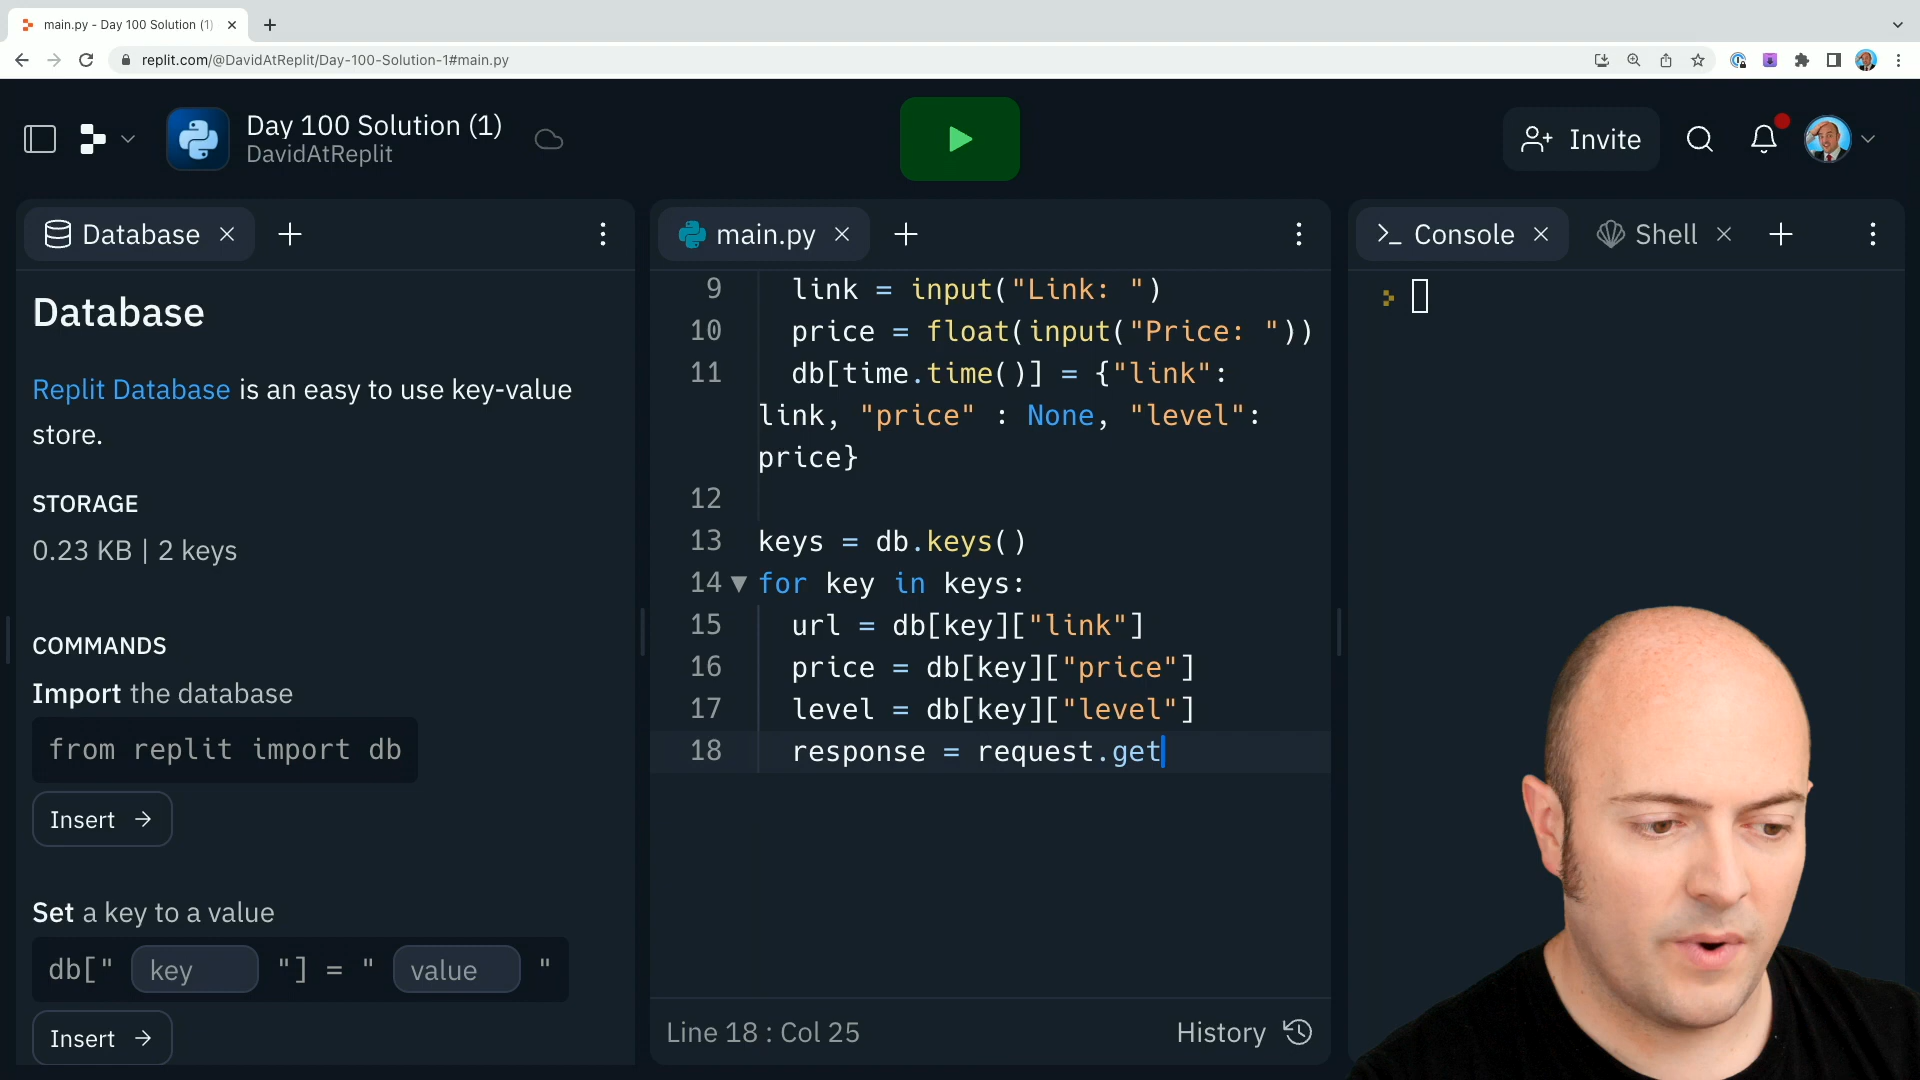 main.py - Day 100 Solution (1)
replit.com/@DavidAtReplit/Day-100-Solution-1#main.py
Day 100 Solution (1)
DavidAtReplit
Invite
Database
main.py
Console
Shell
Database
Replit Database is an easy to use key-value
store.
STORAGE
0.23 KB | 2 keys
COMMANDS
Import the database
from replit import db
Insert →
Set a key to a value
db[" key "] = " value "
Insert →
9 link = input("Link: ")
10 price = float(input("Price: "))
11 db[time.time()] = {"link":
link, "price" : None, "level":
price}
12
13 keys = db.keys()
14 for key in keys:
15 url = db[key]["link"]
16 price = db[key]["price"]
17 level = db[key]["level"]
18 response = request.get
Line 18 : Col 25
History